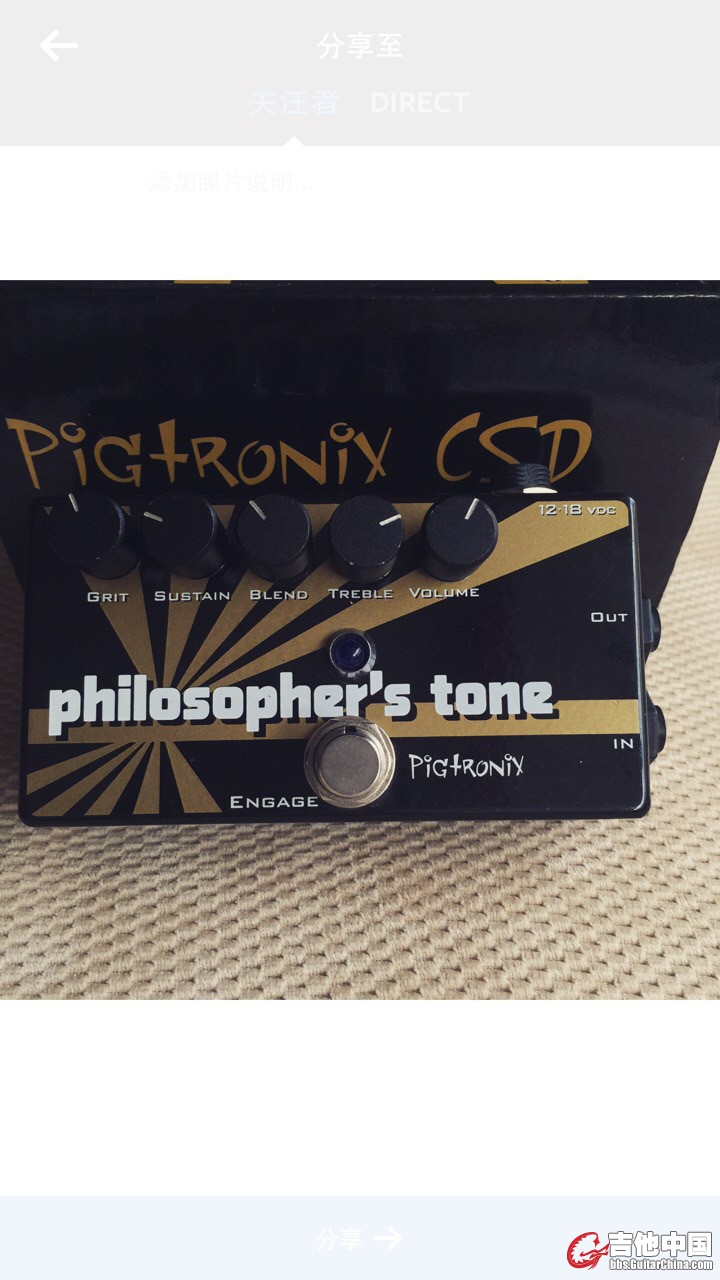 分享至
关注者 DIRECT
添加照片说明...
PIGTRONIX CSD
12-18 VDC
GRIT SUSTAIN BLEND TREBLE VOLUME
OUT
philosopher's tone
IN
PIGTRONIX
ENGAGE
分享
吉他中国
bbs.GuitarChina.com